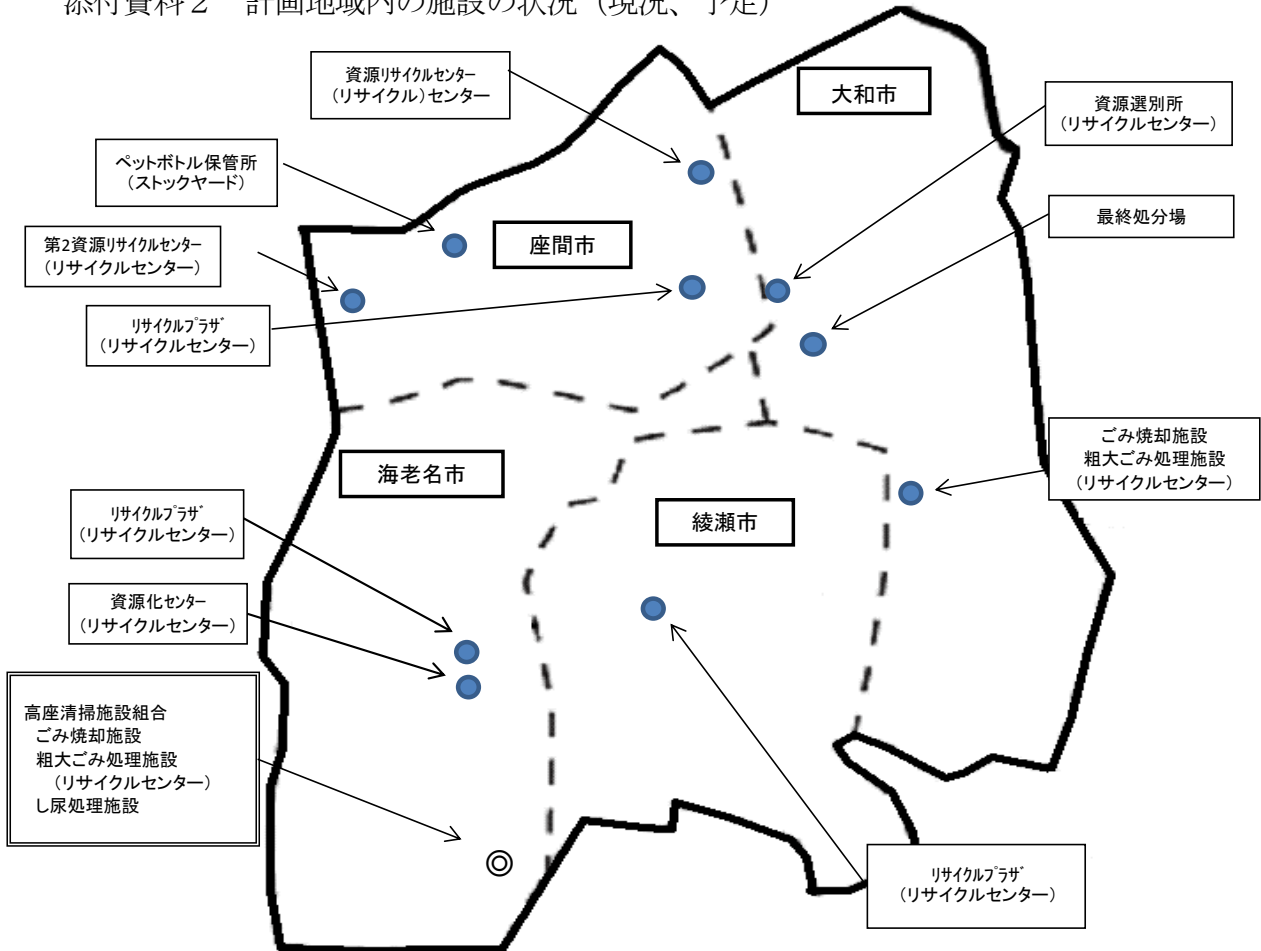 添付資料2 計画地域内の施設の状況（現況、予定）
資源ﾘｻｲｸﾙｾﾝﾀｰ
（リサイクル）センター
大和市
資源選別所
（リサイクルセンター）
ペットボトル保管所
（ストックヤード）
最終処分場
第2資源ﾘｻｲｸﾙｾﾝﾀｰ
（リサイクルセンター）
座間市
ﾘｻｲｸﾙﾌﾟﾗｻﾞ
（リサイクルセンター）
ごみ焼却施設
粗大ごみ処理施設
（リサイクルセンター）
海老名市
綾瀬市
ﾘｻｲｸﾙﾌﾟﾗｻﾞ
（リサイクルセンター）
資源化センター
（リサイクルセンター）
高座清掃施設組合
ごみ焼却施設
粗大ごみ処理施設
（リサイクルセンター）
し尿処理施設
ﾘｻｲｸﾙﾌﾟﾗｻﾞ
（リサイクルセンター）